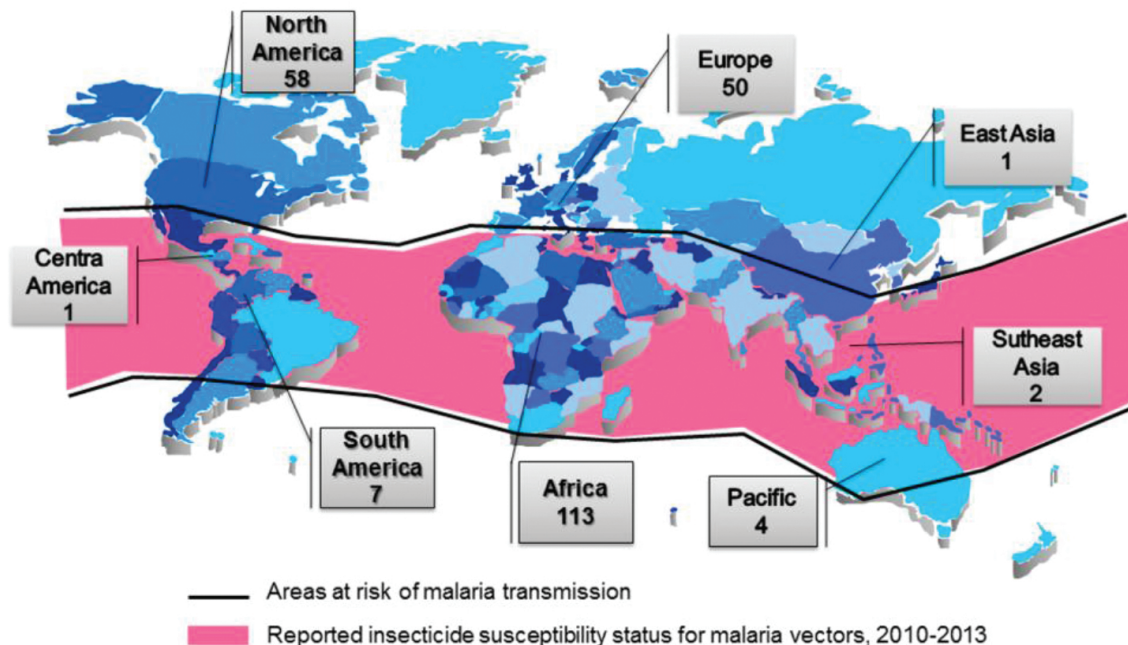 North
America
58
Europe
50
East Asia
1
Centra
America
1
Sutheast
Asia
2
South
America
7
Africa
113
Pacific
4
Areas at risk of malaria transmission
Reported insecticide susceptibility status for malaria vectors, 2010-2013